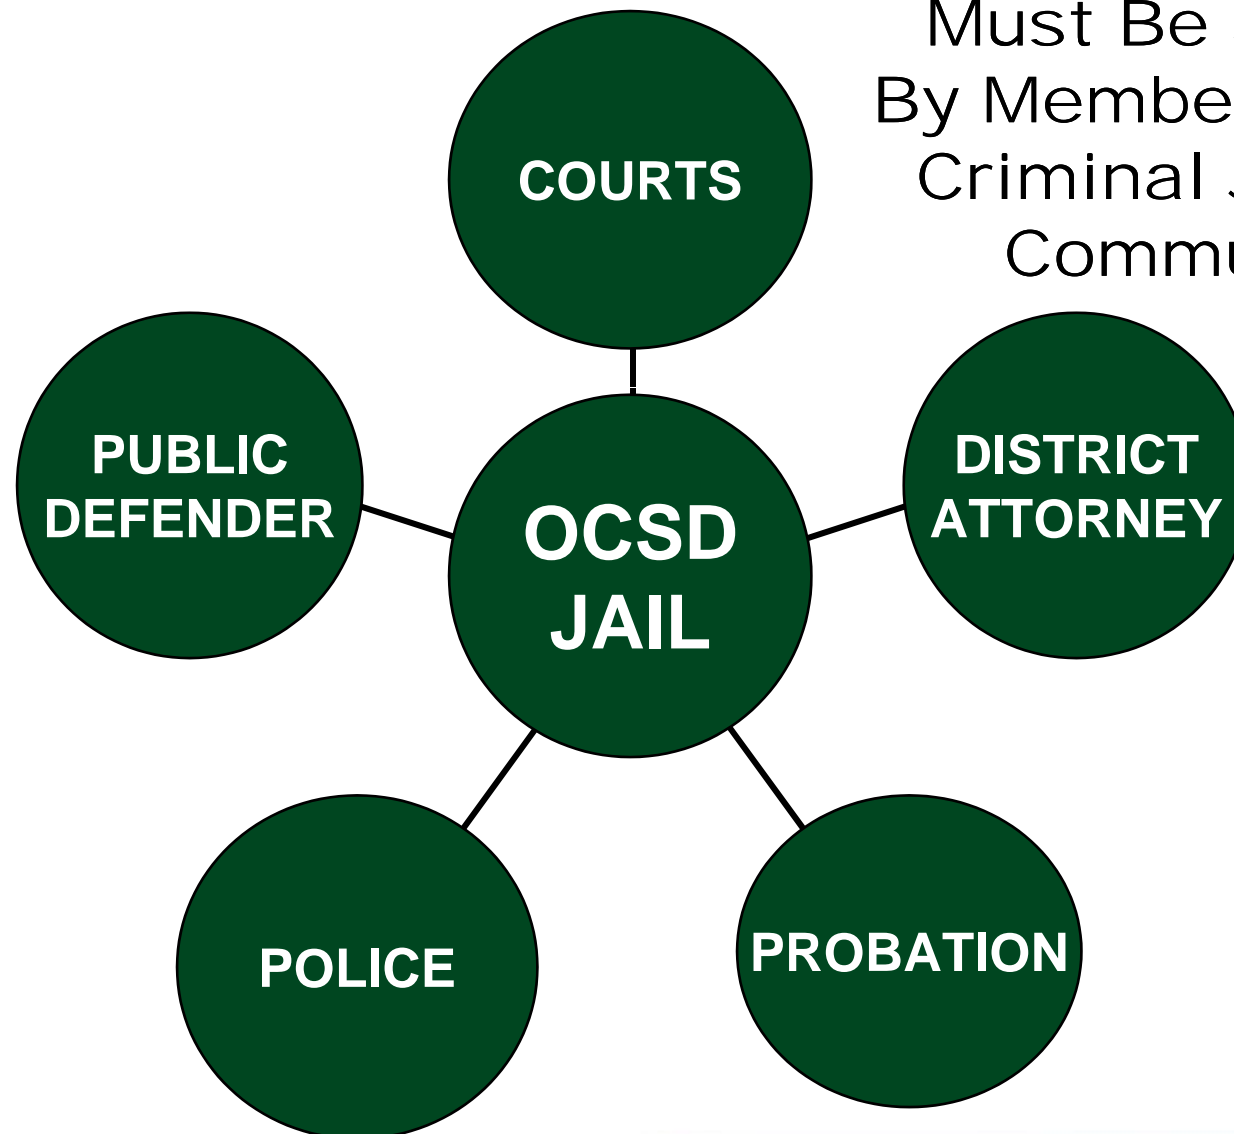 Must Be
By Membe
Criminal
Commu
COURTS
PUBLIC
DEFENDER
OCSD
JAIL
DISTRICT
ATTORNEY
POLICE
PROBATION